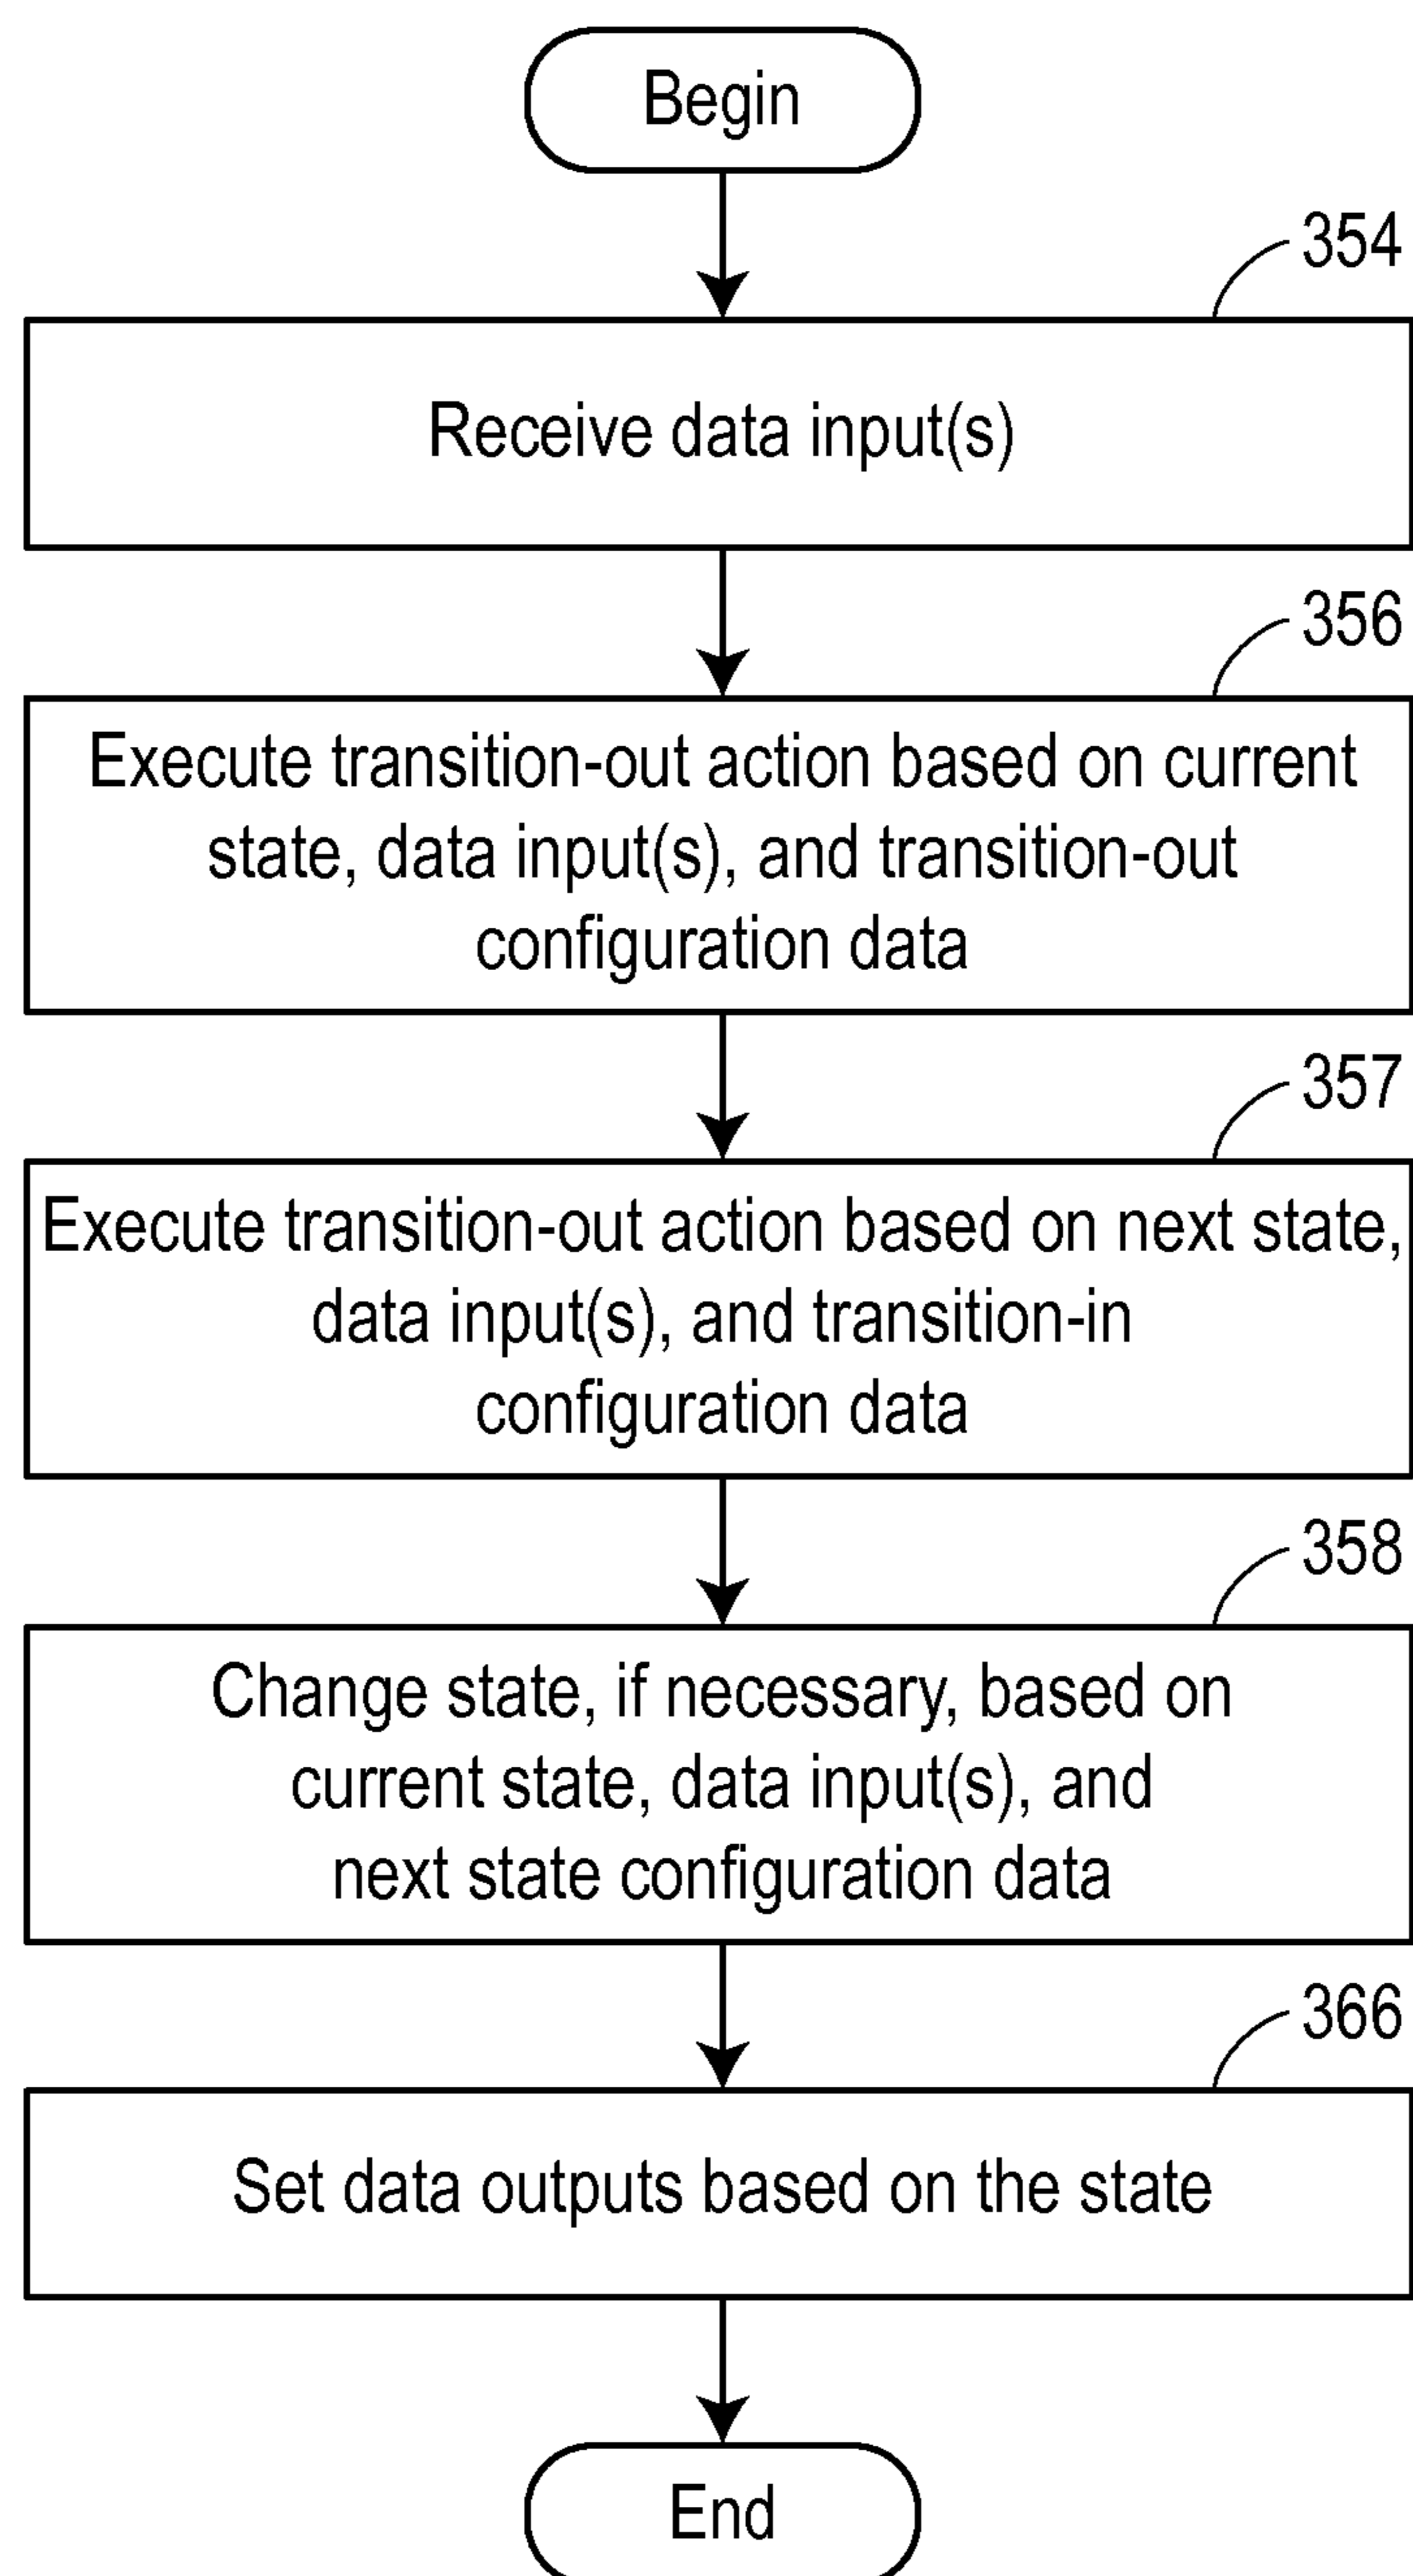 Begin
354
Receive data input(s)
356
Execute transition-out action based on current
state, data input(s), and transition-out
configuration data
357
Execute transition-out action based on next state,
data input(s), and transition-in
configuration data
358
Change state, if necessary, based on
current state, data input(s), and
next state configuration data
366
Set data outputs based on the state
End